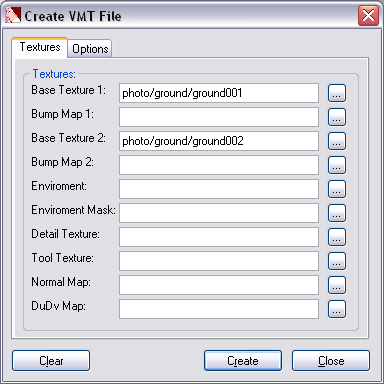 Create VMT File
Textures Options
Textures:
Base Texture 1: photo/ground/ground001 ...
Bump Map 1: ...
Base Texture 2: photo/ground/ground002 ...
Bump Map 2: ...
Enviroment: ...
Enviroment Mask: ...
Detail Texture: ...
Tool Texture: ...
Normal Map: ...
DuDv Map: ...
Clear Create Close